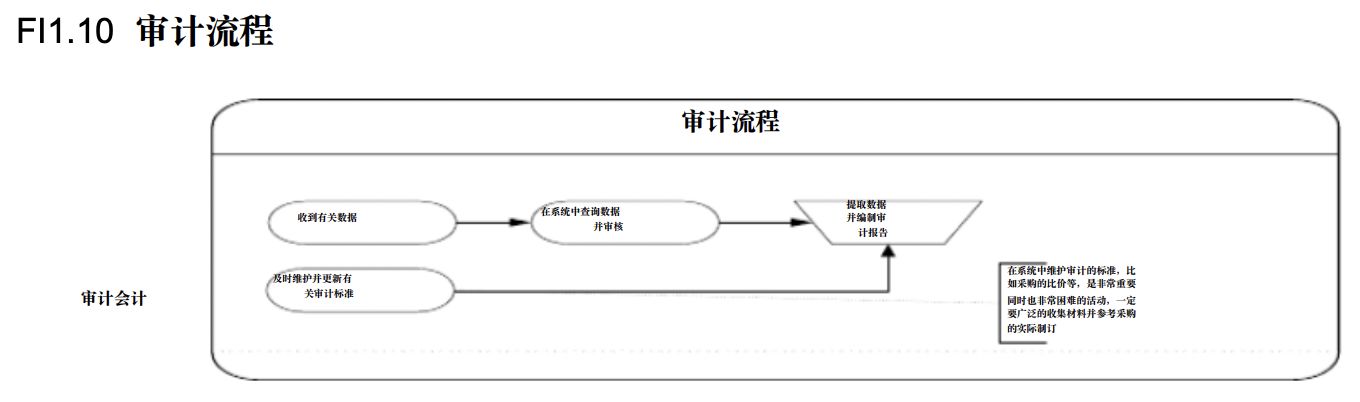 FI1.10 审计流程
审计流程
收到有关数据
在系统中查询数据
并审核
提取数据
并编制审
计报告
及时维护并更新有
关审计标准
审计会计
在系统中维护审计的标准，比
如采购的比价等，是非常重要
同时也非常困难的活动，一定
要广泛的收集材料并参考采购
的实际制订